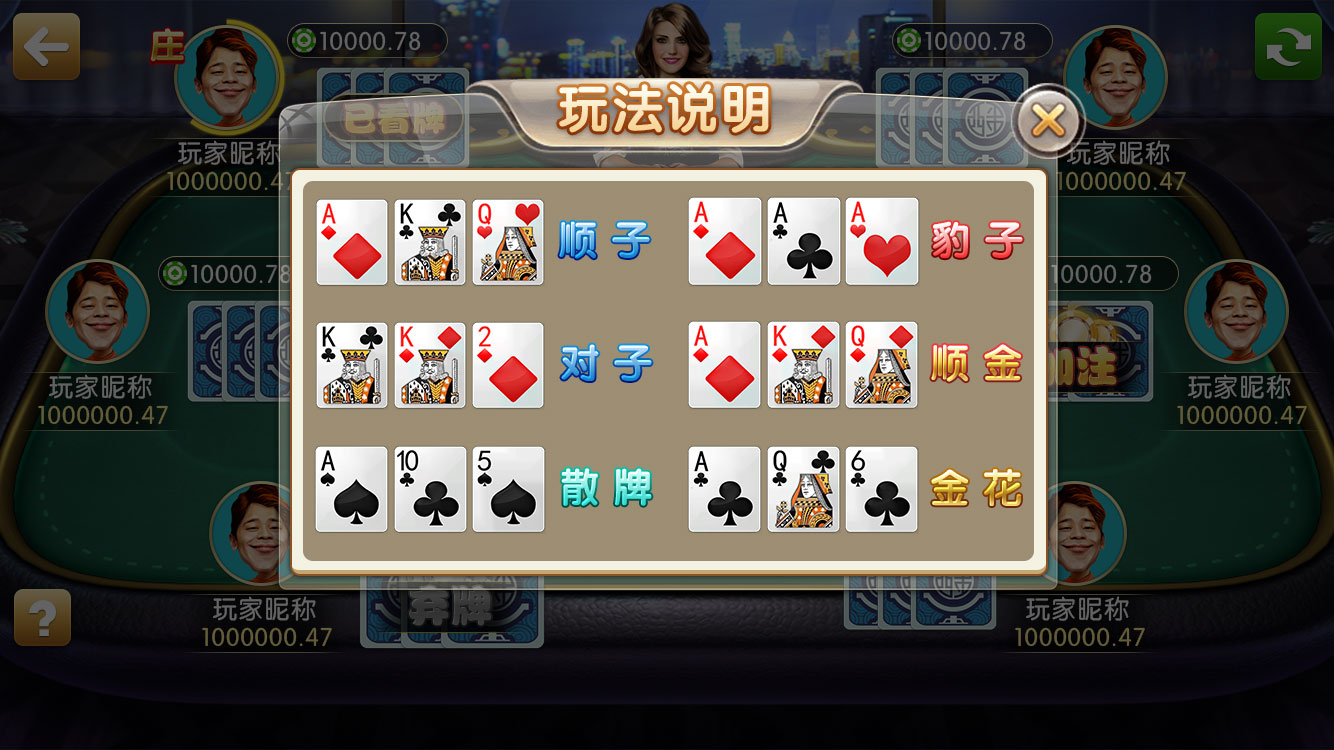 庄
10000.78
10000.78
玩法说明
已看牌
玩家昵称
1000000.47
玩家昵称
1000000.47
A K Q 顺子
A A A 豹子
10000.78
10000.78
K K 2 对子
A K Q 顺金
加注
玩家昵称
1000000.47
玩家昵称
1000000.47
A 10 5 散牌
A Q 6 金花
?
弃牌
玩家昵称
1000000.47
玩家昵称
1000000.47